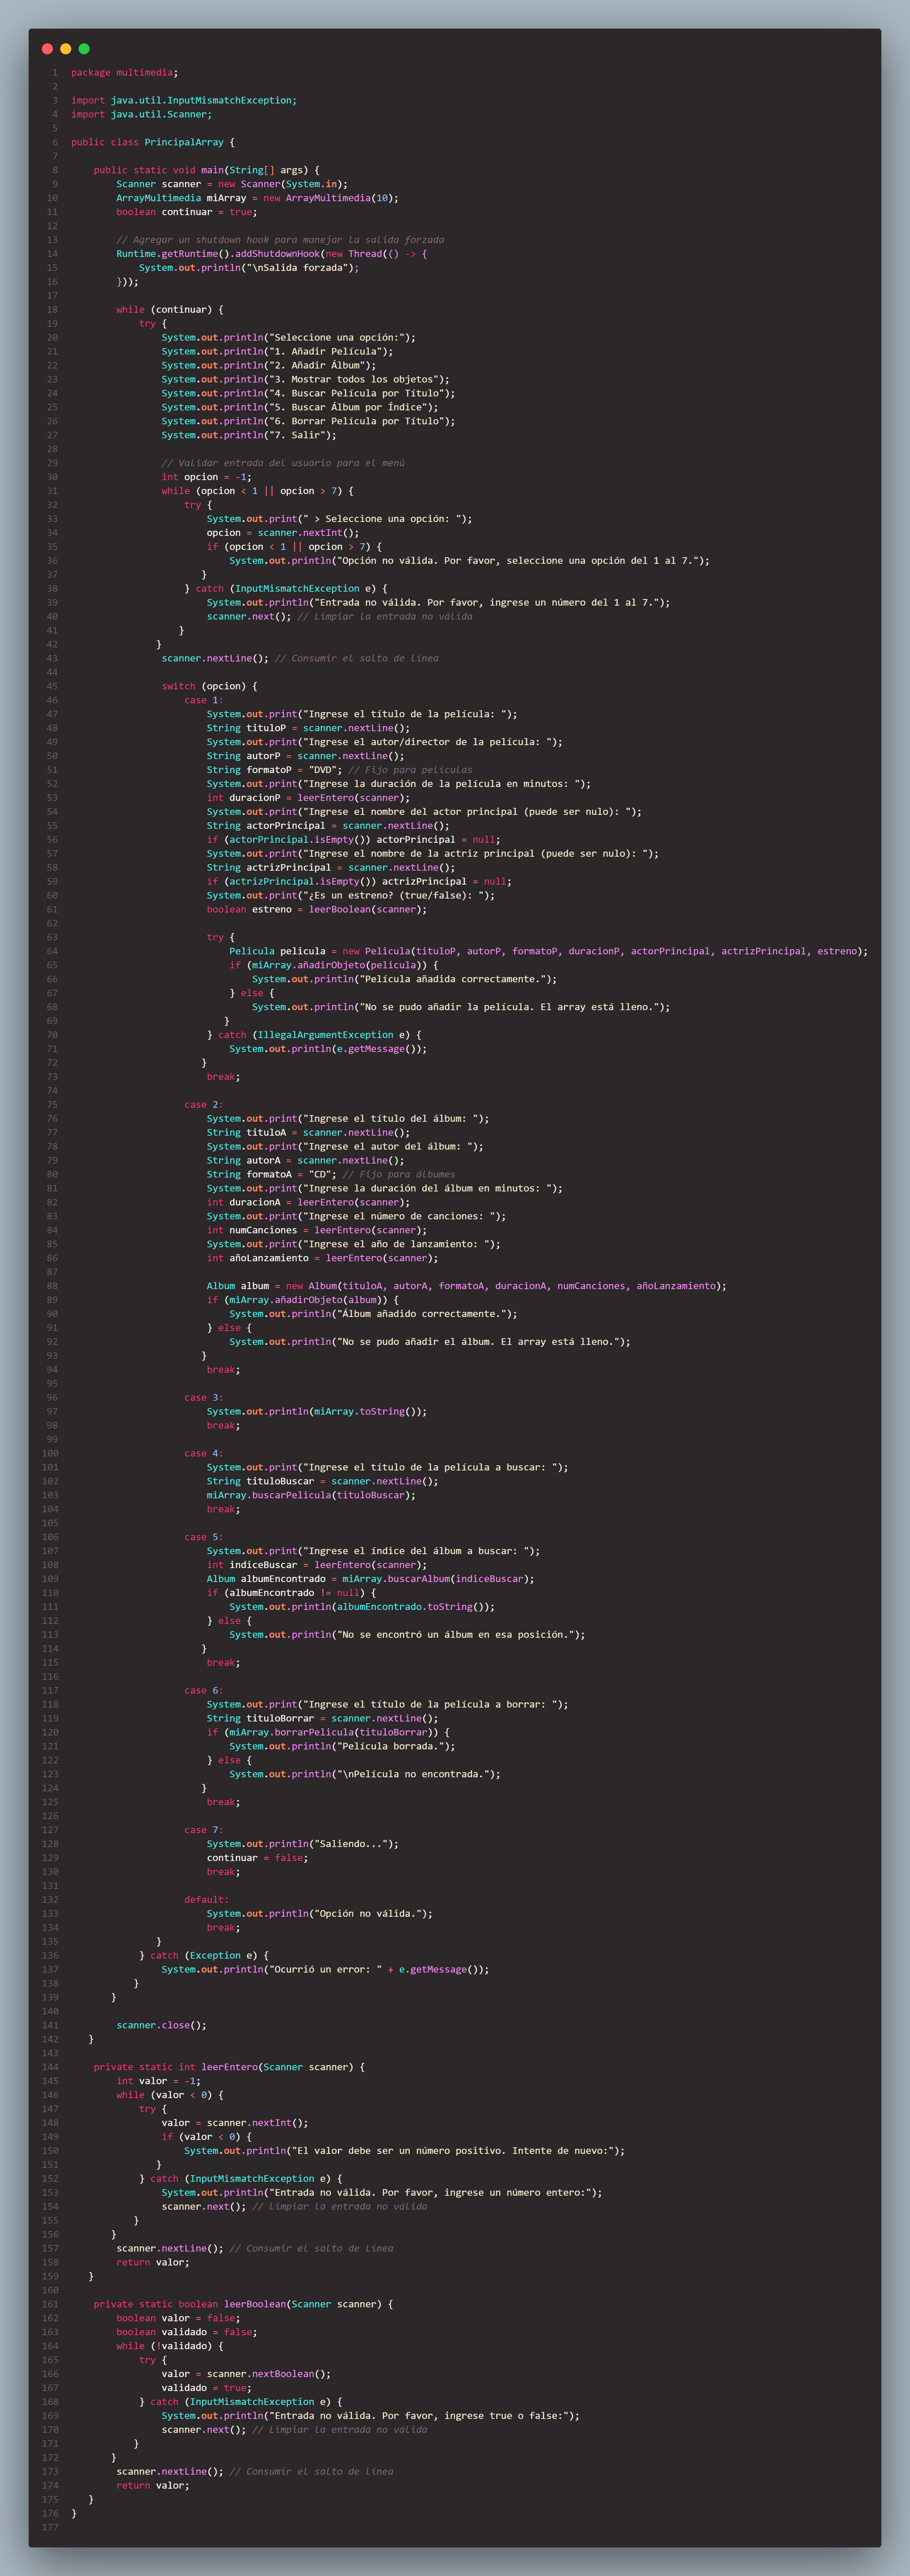 1 package multimedia;
2
3 import java.util.InputMismatchException;
4 import java.util.Scanner;
5
6 public class PrincipalArray {
7
8     public static void main(String[] args) {
9         Scanner scanner = new Scanner(System.in);
10         ArrayMultimedia miArray = new ArrayMultimedia(10);
11         boolean continuar = true;
12
13         // Agregar un shutdown hook para manejar la salida forzada
14         Runtime.getRuntime().addShutdownHook(new Thread(() -> {
15             System.out.println("\nSalida forzada");
16         }));
17
18         while (continuar) {
19             try {
20                 System.out.println("Seleccione una opción:");
21                 System.out.println("1. Añadir Película");
22                 System.out.println("2. Añadir Álbum");
23                 System.out.println("3. Mostrar todos los objetos");
24                 System.out.println("4. Buscar Película por Título");
25                 System.out.println("5. Buscar Álbum por Índice");
26                 System.out.println("6. Borrar Película por Título");
27                 System.out.println("7. Salir");
28
29                 // Validar entrada del usuario para el menú
30                 int opcion = -1;
31                 while (opcion < 1 || opcion > 7) {
32                     try {
33                         System.out.print(" > Seleccione una opción: ");
34                         opcion = scanner.nextInt();
35                         if (opcion < 1 || opcion > 7) {
36                             System.out.println("Opción no válida. Por favor, seleccione una opción del 1 al 7.");
37                         }
38                     } catch (InputMismatchException e) {
39                         System.out.println("Entrada no válida. Por favor, ingrese un número del 1 al 7.");
40                         scanner.next(); // Limpiar la entrada no válida
41                     }
42                 }
43                 scanner.nextLine(); // Consumir el salto de línea
44
45                 switch (opcion) {
46                     case 1:
47                         System.out.print("Ingrese el título de la película: ");
48                         String tituloP = scanner.nextLine();
49                         System.out.print("Ingrese el autor/director de la película: ");
50                         String autorP = scanner.nextLine();
51                         String formatoP = "DVD"; // Fijo para películas
52                         System.out.print("Ingrese la duración de la película en minutos: ");
53                         int duracionP = leerEntero(scanner);
54                         System.out.print("Ingrese el nombre del actor principal (puede ser nulo): ");
55                         String actorPrincipal = scanner.nextLine();
56                         if (actorPrincipal.isEmpty()) actorPrincipal = null;
57                         System.out.print("Ingrese el nombre de la actriz principal (puede ser nulo): ");
58                         String actrizPrincipal = scanner.nextLine();
59                         if (actrizPrincipal.isEmpty()) actrizPrincipal = null;
60                         System.out.print("¿Es un estreno? (true/false): ");
61                         boolean estreno = leerBoolean(scanner);
62
63                         try {
64                             Pelicula pelicula = new Pelicula(tituloP, autorP, formatoP, duracionP, actorPrincipal, actrizPrincipal, estreno);
65                             if (miArray.añadirObjeto(pelicula)) {
66                                 System.out.println("Película añadida correctamente.");
67                             } else {
68                                 System.out.println("No se pudo añadir la película. El array está lleno.");
69                             }
70                         } catch (IllegalArgumentException e) {
71                             System.out.println(e.getMessage());
72                         }
73                         break;
74
75                     case 2:
76                         System.out.print("Ingrese el título del álbum: ");
77                         String tituloA = scanner.nextLine();
78                         System.out.print("Ingrese el autor del álbum: ");
79                         String autorA = scanner.nextLine();
80                         String formatoA = "CD"; // Fijo para álbumes
81                         System.out.print("Ingrese la duración del álbum en minutos: ");
82                         int duracionA = leerEntero(scanner);
83                         System.out.print("Ingrese el número de canciones: ");
84                         int numCanciones = leerEntero(scanner);
85                         System.out.print("Ingrese el año de lanzamiento: ");
86                         int añoLanzamiento = leerEntero(scanner);
87
88                         Album album = new Album(tituloA, autorA, formatoA, duracionA, numCanciones, añoLanzamiento);
89                         if (miArray.añadirObjeto(album)) {
90                             System.out.println("Álbum añadido correctamente.");
91                         } else {
92                             System.out.println("No se pudo añadir el álbum. El array está lleno.");
93                         }
94                         break;
95
96                     case 3:
97                         System.out.println(miArray.toString());
98                         break;
99
100                     case 4:
101                         System.out.print("Ingrese el título de la película a buscar: ");
102                         String tituloBuscar = scanner.nextLine();
103                         miArray.buscarPelicula(tituloBuscar);
104                         break;
105
106                     case 5:
107                         System.out.print("Ingrese el índice del álbum a buscar: ");
108                         int indiceBuscar = leerEntero(scanner);
109                         Album albumEncontrado = miArray.buscarAlbum(indiceBuscar);
110                         if (albumEncontrado != null) {
111                             System.out.println(albumEncontrado.toString());
112                         } else {
113                             System.out.println("No se encontró un álbum en esa posición.");
114                         }
115                         break;
116
117                     case 6:
118                         System.out.print("Ingrese el título de la película a borrar: ");
119                         String tituloBorrar = scanner.nextLine();
120                         if (miArray.borrarPelicula(tituloBorrar)) {
121                             System.out.println("Película borrada.");
122                         } else {
123                             System.out.println("\nPelícula no encontrada.");
124                         }
125                         break;
126
127                     case 7:
128                         System.out.println("Saliendo...");
129                         continuar = false;
130                         break;
131
132                     default:
133                         System.out.println("Opción no válida.");
134                         break;
135                 }
136             } catch (Exception e) {
137                 System.out.println("Ocurrió un error: " + e.getMessage());
138             }
139         }
140
141         scanner.close();
142     }
143
144     private static int leerEntero(Scanner scanner) {
145         int valor = -1;
146         while (valor < 0) {
147             try {
148                 valor = scanner.nextInt();
149                 if (valor < 0) {
150                     System.out.println("El valor debe ser un número positivo. Intente de nuevo:");
151                 }
152             } catch (InputMismatchException e) {
153                 System.out.println("Entrada no válida. Por favor, ingrese un número entero:");
154                 scanner.next(); // Limpiar la entrada no válida
155             }
156         }
157         scanner.nextLine(); // Consumir el salto de línea
158         return valor;
159     }
160
161     private static boolean leerBoolean(Scanner scanner) {
162         boolean valor = false;
163         boolean validado = false;
164         while (!validado) {
165             try {
166                 valor = scanner.nextBoolean();
167                 validado = true;
168             } catch (InputMismatchException e) {
169                 System.out.println("Entrada no válida. Por favor, ingrese true o false:");
170                 scanner.next(); // Limpiar la entrada no válida
171             }
172         }
173         scanner.nextLine(); // Consumir el salto de línea
174         return valor;
175     }
176 }
177